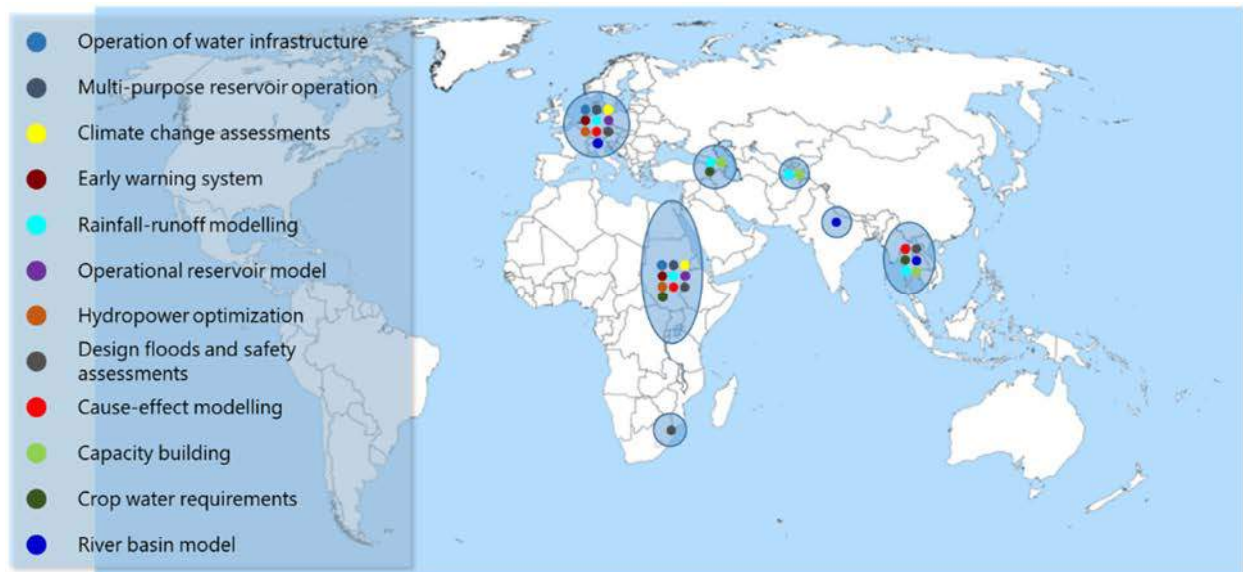 Operation of water infrastructure
Multi-purpose reservoir operation
Climate change assessments
Early warning system
Rainfall-runoff modelling
Operational reservoir model
Hydropower optimization
Design floods and safety
assessments
Cause-effect modelling
Capacity building
Crop water requirements
River basin model